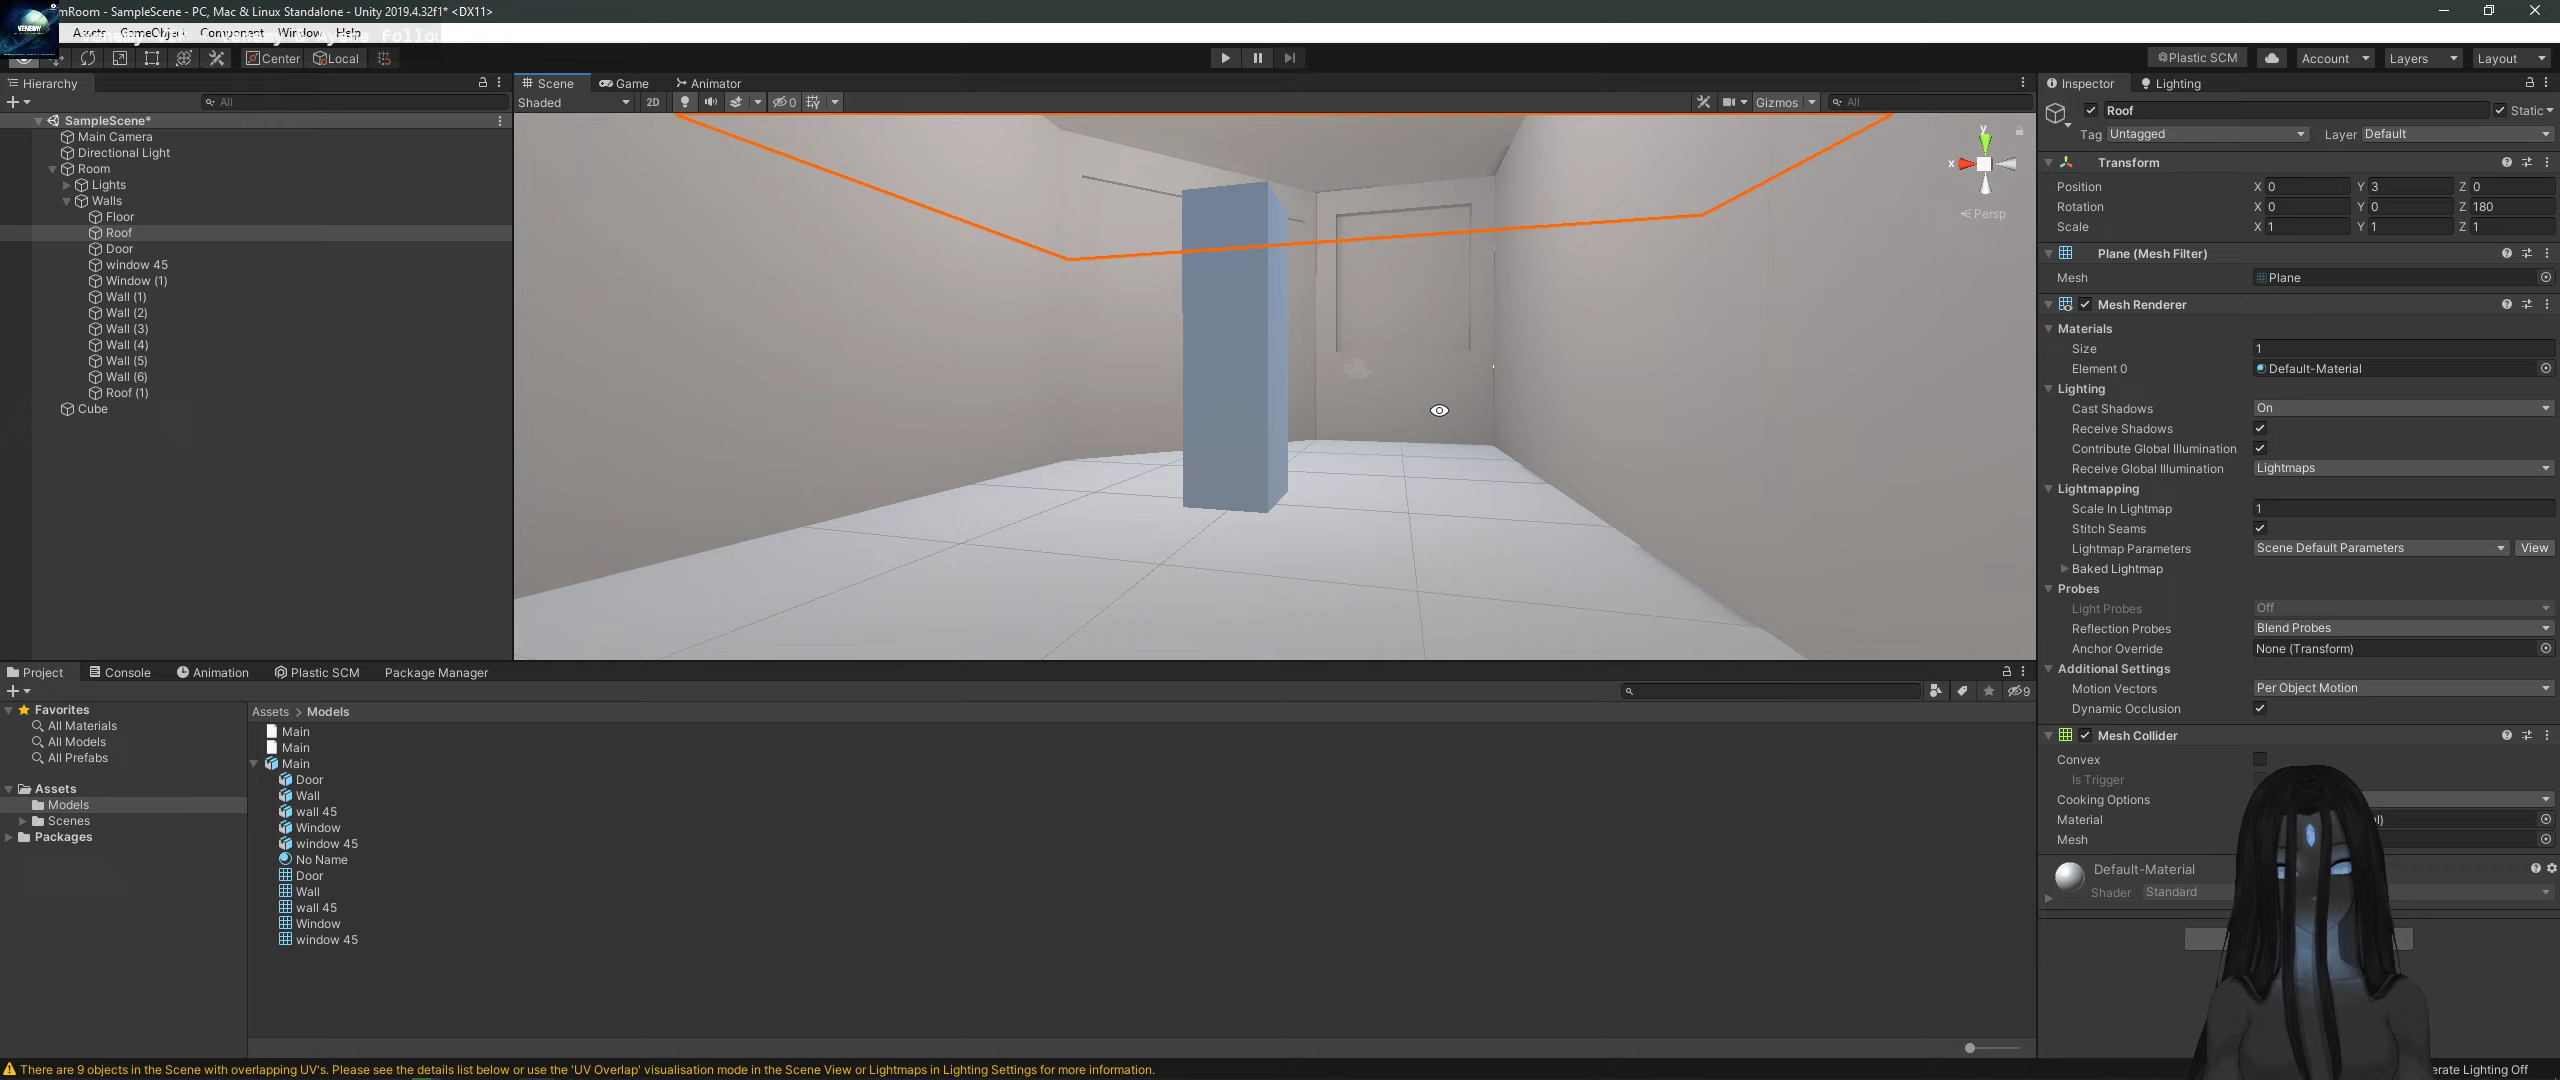 mRoom - SampleScene - PC, Mac & Linux Standalone - Unity 2019.4.32f1* <DX11>
VENEMY
Assets GameObject Component Window Help
Center Local Plastic SCM Account Layers Layout
Hierarchy
All
SampleScene*
Main Camera
Directional Light
Room
Lights
Walls
Floor
Roof
Door
window 45
Window (1)
Wall (1)
Wall (2)
Wall (3)
Wall (4)
Wall (5)
Wall (6)
Roof (1)
Cube
Scene Game Animator
Shaded 2D 0 Gizmos All
y
x
Persp
Inspector Lighting
Roof Static
Tag Untagged Layer Default
Transform
Position X 0 Y 3 Z 0
Rotation X 0 Y 0 Z 180
Scale X 1 Y 1 Z 1
Plane (Mesh Filter)
Mesh Plane
Mesh Renderer
Materials
Size 1
Element 0 Default-Material
Lighting
Cast Shadows On
Receive Shadows
Contribute Global Illumination
Receive Global Illumination Lightmaps
Lightmapping
Scale In Lightmap 1
Stitch Seams
Lightmap Parameters Scene Default Parameters View
Baked Lightmap
Probes
Light Probes Off
Reflection Probes Blend Probes
Anchor Override None (Transform)
Additional Settings
Motion Vectors Per Object Motion
Dynamic Occlusion
Mesh Collider
Convex
Is Trigger
Cooking Options
Material
Mesh
Default-Material
Shader Standard
Project Console Animation Plastic SCM Package Manager
9
Favorites
All Materials
All Models
All Prefabs
Assets
Models
Scenes
Packages
Assets > Models
Main
Main
Main
Door
Wall
wall 45
Window
window 45
No Name
Door
Wall
wall 45
Window
window 45
There are 9 objects in the Scene with overlapping UV's. Please see the details list below or use the 'UV Overlap' visualisation mode in the Scene View or Lightmaps in Lighting Settings for more information.
erate Lighting Off